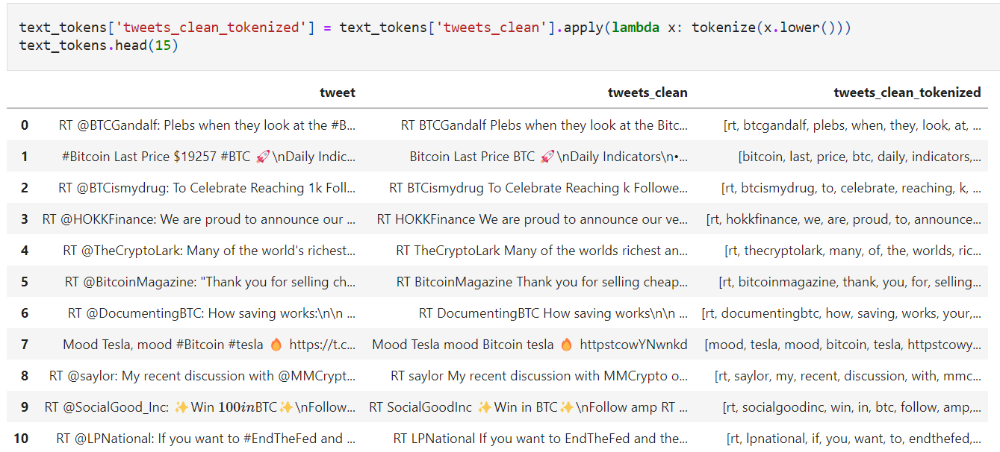 text_tokens['tweets_clean_tokenized'] = text_tokens['tweets_clean'].apply(lambda x: tokenize(x.lower()))
text_tokens.head(15)
tweet tweets_clean tweets_clean_tokenized
0 RT @BTCGandalf: Plebs when they look at the #B... RT BTCGandalf Plebs when they look at the Bitc... [rt, btcgandalf, plebs, when, they, look, at, ...
1 #Bitcoin Last Price $19257 #BTC 🚀\nDaily Indic... Bitcoin Last Price BTC 🚀\nDaily Indicators\n•... [bitcoin, last, price, btc, daily, indicators,...
2 RT @BTCismydrug: To Celebrate Reaching 1k Foll... RT BTCismydrug To Celebrate Reaching k Followe... [rt, btcismydrug, to, celebrate, reaching, k, ...
3 RT @HOKKFinance: We are proud to announce our ... RT HOKKFinance We are proud to announce our ve... [rt, hokkfinance, we, are, proud, to, announce...
4 RT @TheCryptoLark: Many of the world's richest... RT TheCryptoLark Many of the worlds richest an... [rt, thecryptolark, many, of, the, worlds, ric...
5 RT @BitcoinMagazine: "Thank you for selling ch... RT BitcoinMagazine Thank you for selling cheap... [rt, bitcoinmagazine, thank, you, for, selling...
6 RT @DocumentingBTC: How saving works:\n\n ... RT DocumentingBTC How saving works\n\n ... [rt, documentingbtc, how, saving, works, your,...
7 Mood Tesla, mood #Bitcoin #tesla 🔥 https://t.c... Mood Tesla mood Bitcoin tesla 🔥 httpstcowYNwnkd [mood, tesla, mood, bitcoin, tesla, httpstcowy...
8 RT @saylor: My recent discussion with @MMCrypt... RT saylor My recent discussion with MMCrypto o... [rt, saylor, my, recent, discussion, with, mmc...
9 RT @SocialGood_Inc: ✨Win 100inBTC✨\nFollow... RT SocialGoodInc ✨Win in BTC✨\nFollow amp RT ... [rt, socialgoodinc, win, in, btc, follow, amp,...
10 RT @LPNational: If you want to #EndTheFed and ... RT LPNational If you want to EndTheFed and the... [rt, lpnational, if, you, want, to, endthefed,...